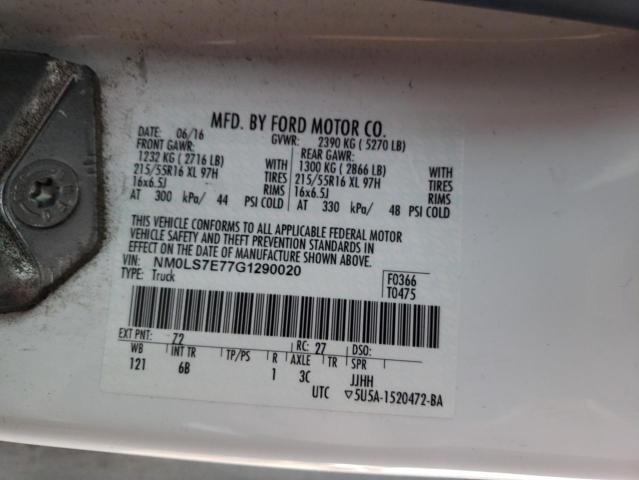 MFD. BY FORD MOTOR CO.
DATE: 06/16 GVWR: 2390 KG ( 5270 LB)
FRONT GAWR: REAR GAWR:
1232 KG ( 2716 LB) WITH 1300 KG ( 2866 LB) WITH
215/55R16 XL 97H TIRES 215/55R16 XL 97H TIRES
16x6.5J RIMS 16x6.5J RIMS
AT 300 kPa/ 44 PSI COLD AT 330 kPa/ 48 PSI COLD
THIS VEHICLE CONFORMS TO ALL APPLICABLE FEDERAL MOTOR
VEHICLE SAFETY AND THEFT PREVENTION STANDARDS IN
EFFECT ON THE DATE OF MANUFACTURE SHOWN ABOVE.
VIN: NM0LS7E77G1290020
TYPE: Truck
F0366
T0475
EXT PNT: Z2 RC: 27 DSO:
WB INT TR TP/PS R AXLE TR SPR
121 6B 1 3C JJHH
UTC ▽5U5A-1520472-BA